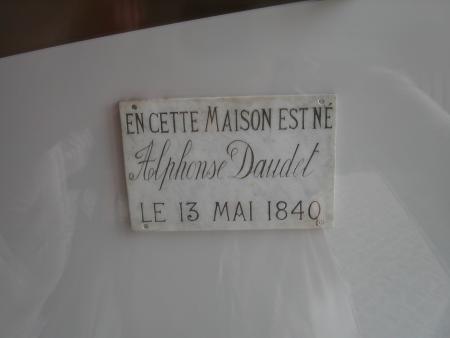 EN CETTE MAISON EST NÉ
Alphonse Daudet
LE 13 MAI 1840